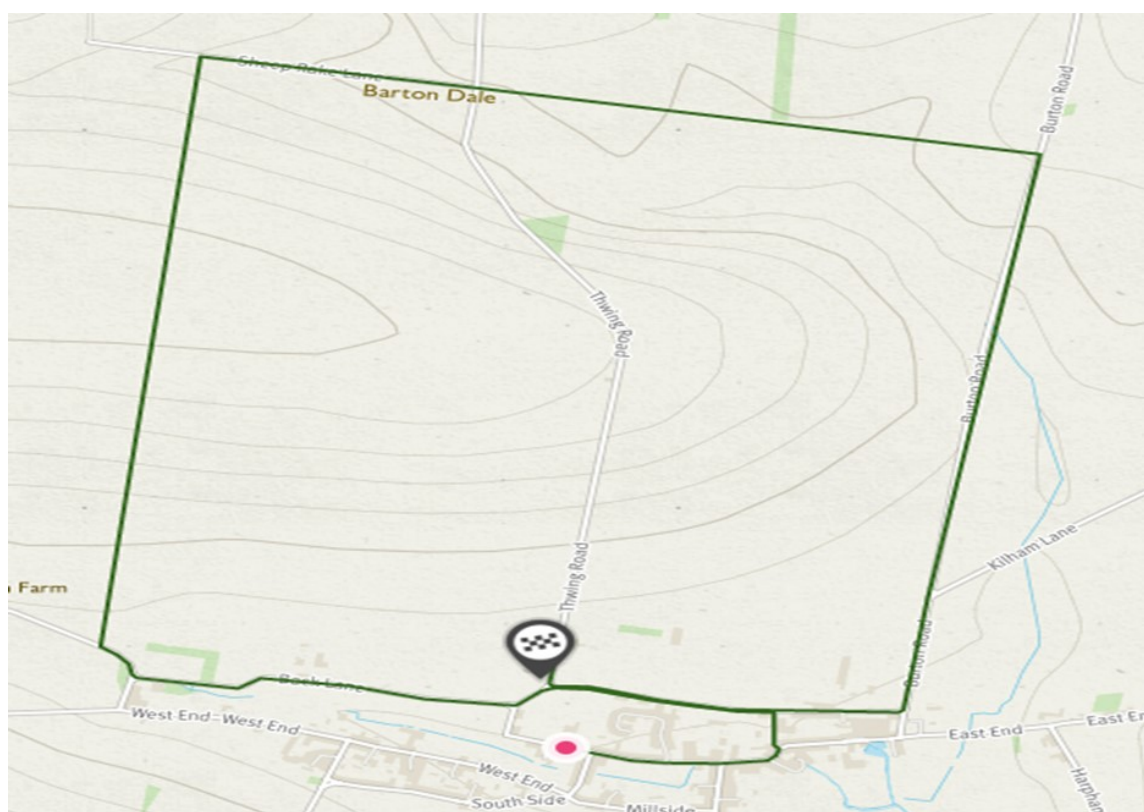 Sheep Rake Lane
Barton Dale
Burton Road
Thwing Road
Burton Road
Kilham Lane
Thwing Road
Farm
Burton Road
Back Lane
West End
West End
East End
East En
West End
South Side
Millside
Harpham